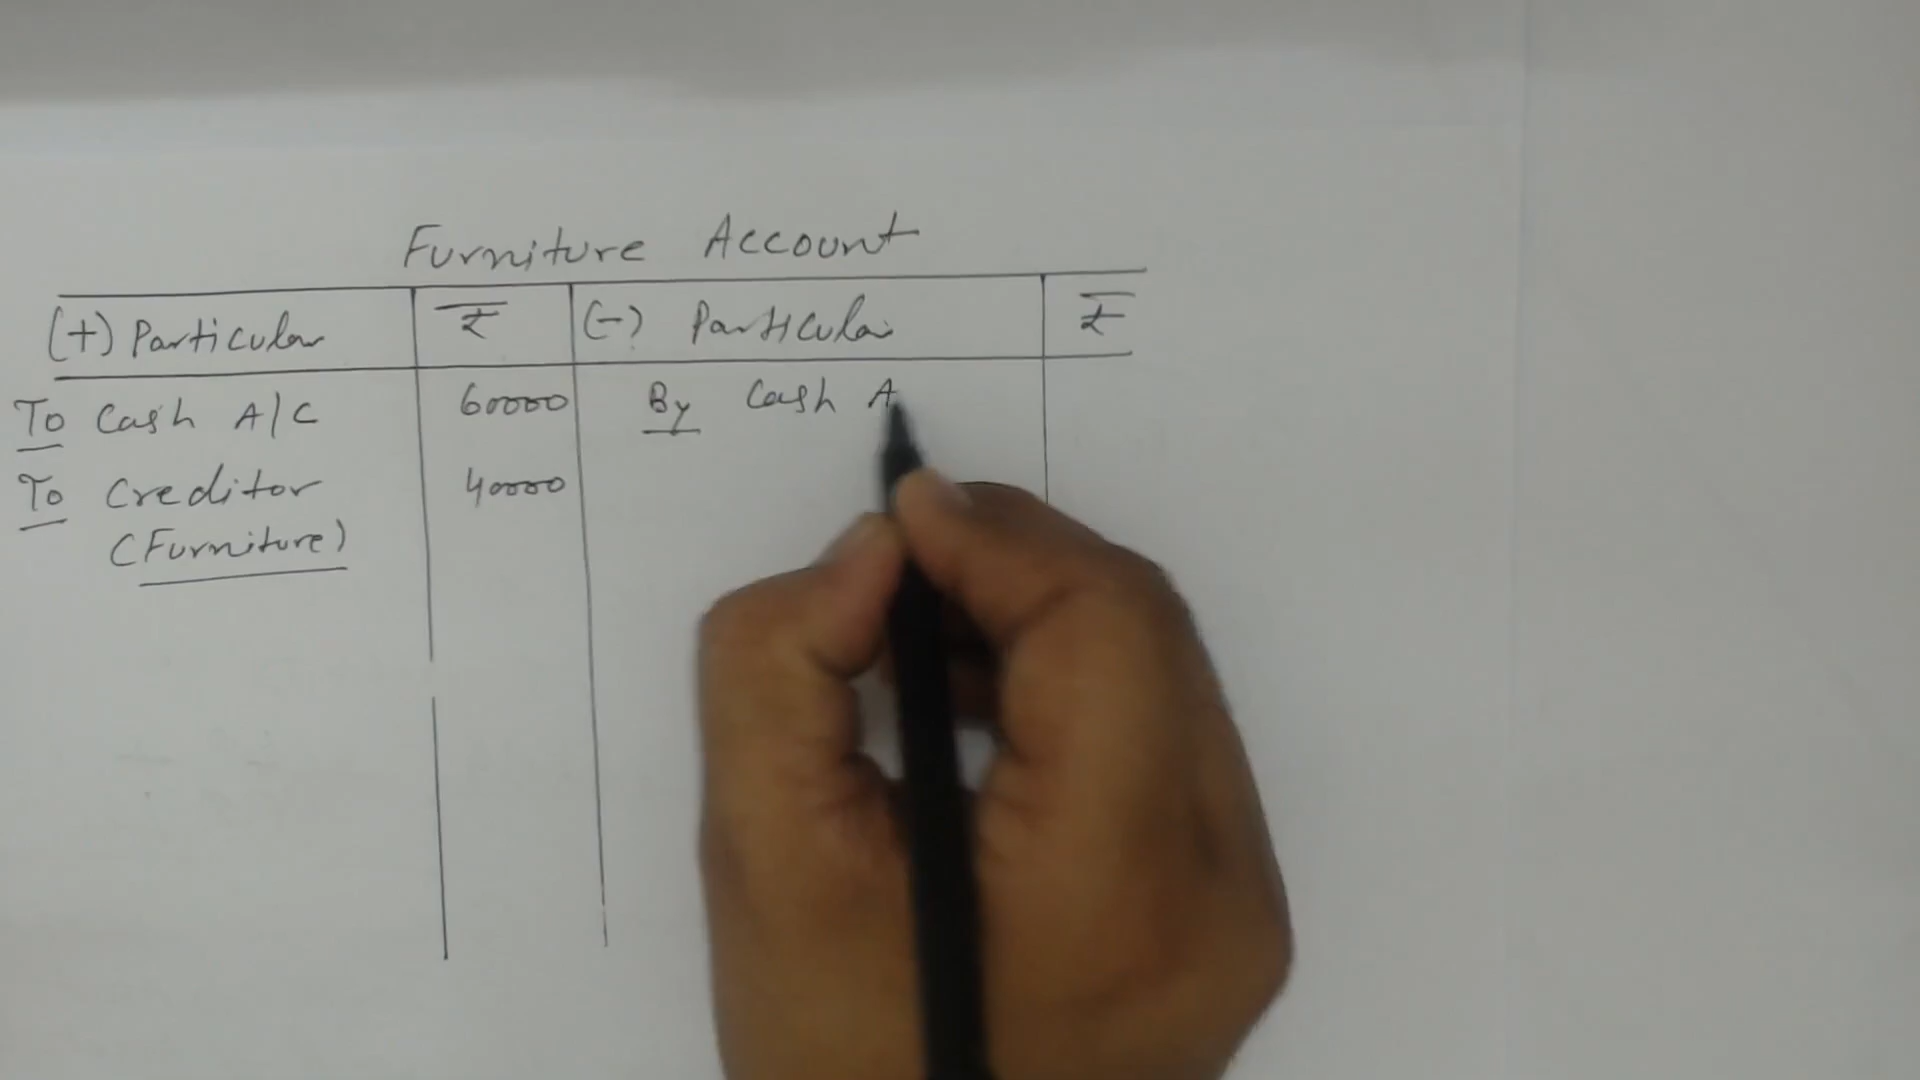 Furniture Account
(+) Particular ₹ (-) Particular ₹
To Cash A/C 60000 By Cash A
To Creditor 40000
(Furniture)